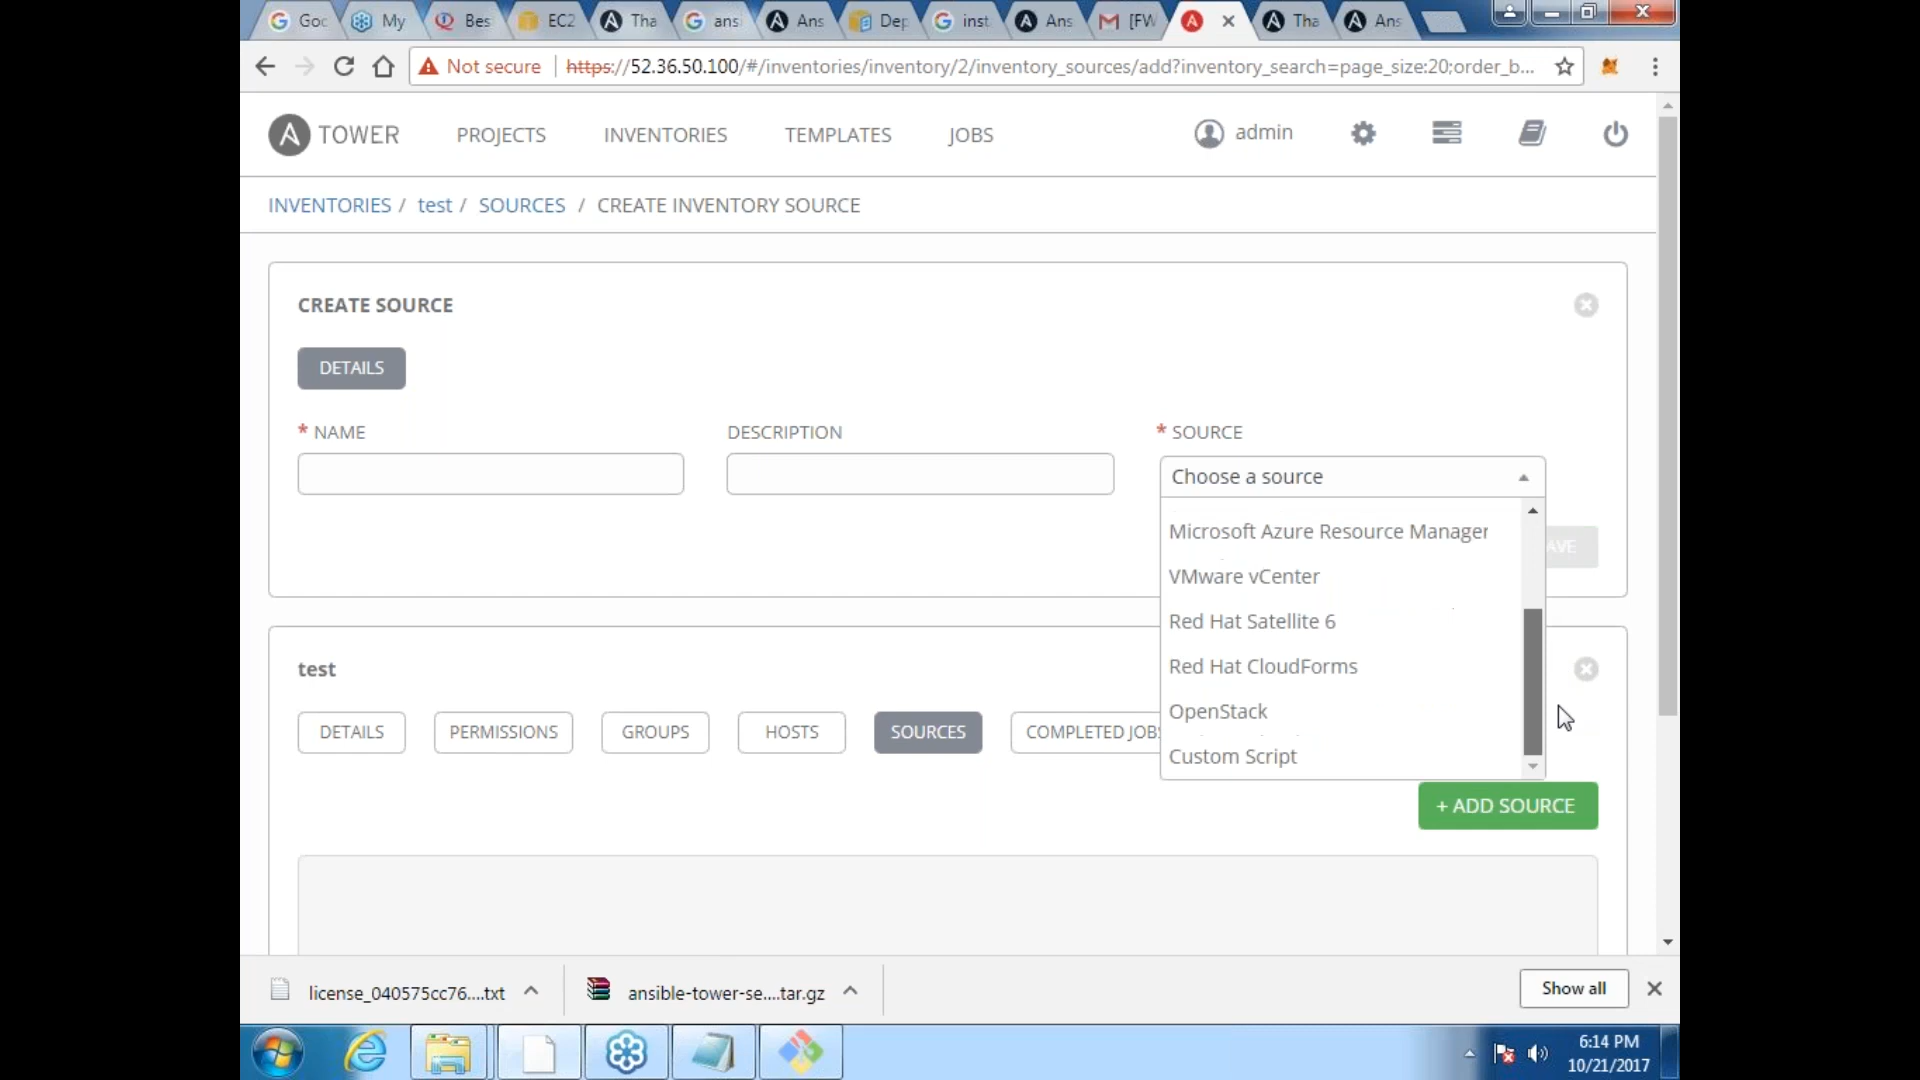 Goc
My
Bes
EC2
Tha
ans
Ans
Dep
inst
Ans
[FW
Tha
Ans
Not secure
https://52.36.50.100/#/inventories/inventory/2/inventory_sources/add?inventory_search=page_size:20;order_b...
A TOWER
PROJECTS
INVENTORIES
TEMPLATES
JOBS
admin
INVENTORIES / test / SOURCES / CREATE INVENTORY SOURCE
CREATE SOURCE
DETAILS
* NAME
DESCRIPTION
* SOURCE
Choose a source
Microsoft Azure Resource Manager
AVE
VMware vCenter
Red Hat Satellite 6
Red Hat CloudForms
OpenStack
Custom Script
test
DETAILS
PERMISSIONS
GROUPS
HOSTS
SOURCES
COMPLETED JOBS
+ ADD SOURCE
license_040575cc76....txt
ansible-tower-se....tar.gz
Show all
6:14 PM
10/21/2017